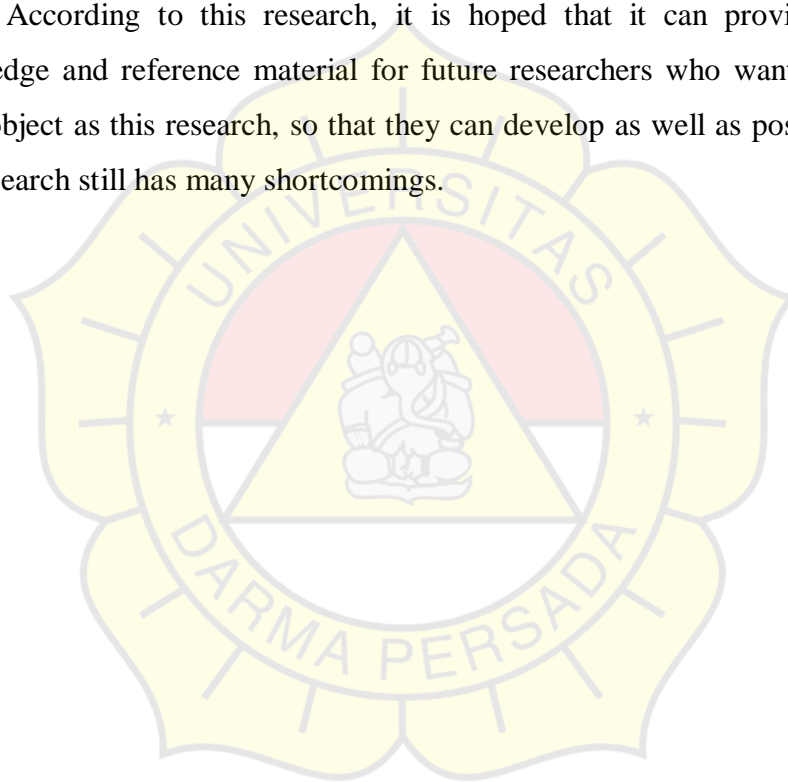 According to this research, it is hoped that it can provi
edge and reference material for future researchers who want
object as this research, so that they can develop as well as pos
earch still has many shortcomings.
UNIVERSITAS
DARMA PERSADA